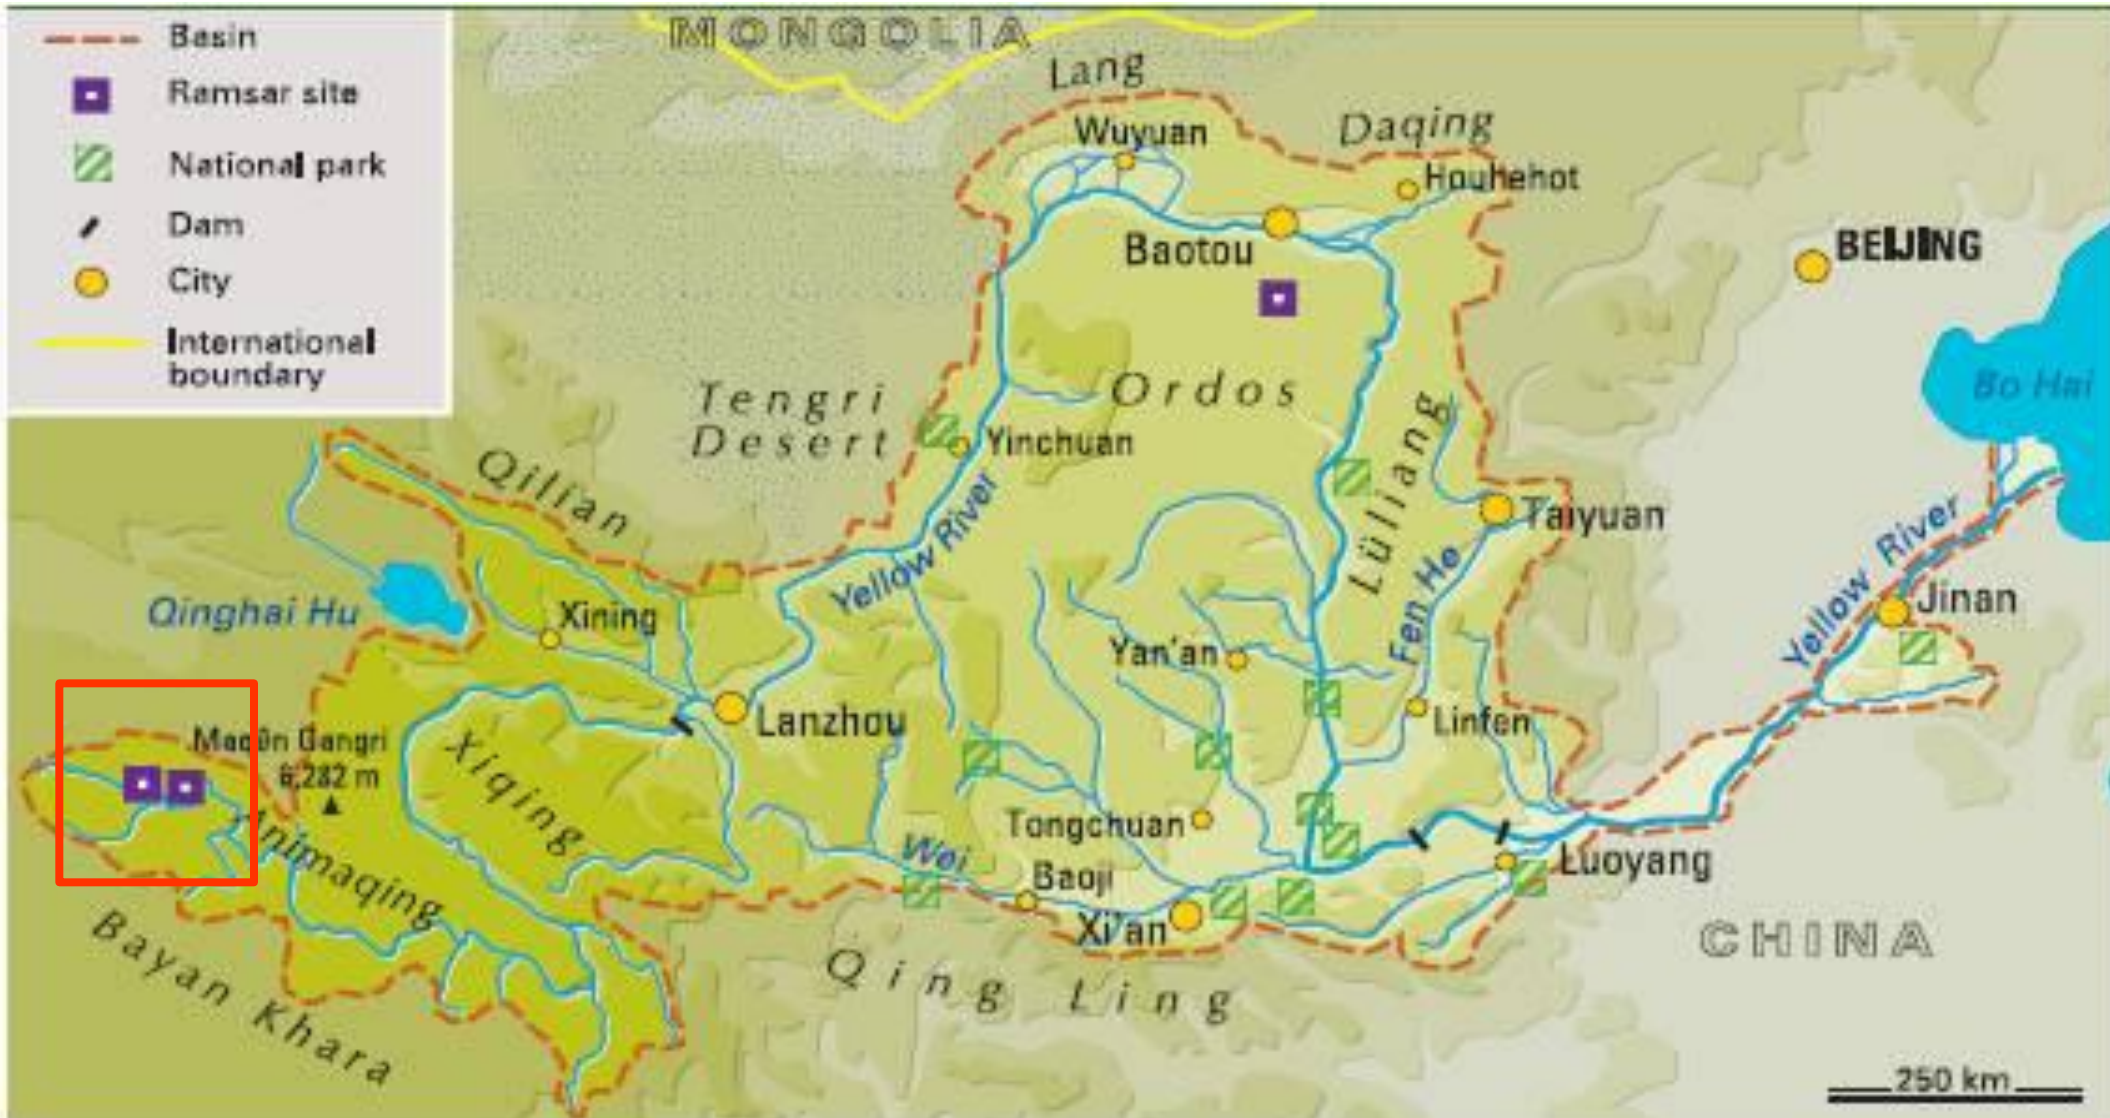 Basin
Ramsar site
National park
Dam
City
International
boundary
MONGOLIA
Lang
Wuyuan
Daqing
Houhehot
Baotou
BEIJING
Bo Hai
Tengri
Desert
Ordos
Yinchuan
Qilian
Yellow River
Lüliang
Taiyuan
Fen He
Yellow River
Jinan
Qinghai Hu
Xining
Yan'an
Lanzhou
Linfen
Gangri
6,282 m
Xiqing
Animaqing
Tongchuan
Wei
Baoji
Luoyang
Xi'an
Bayan Khara
Qing Ling
CHINA
250 km